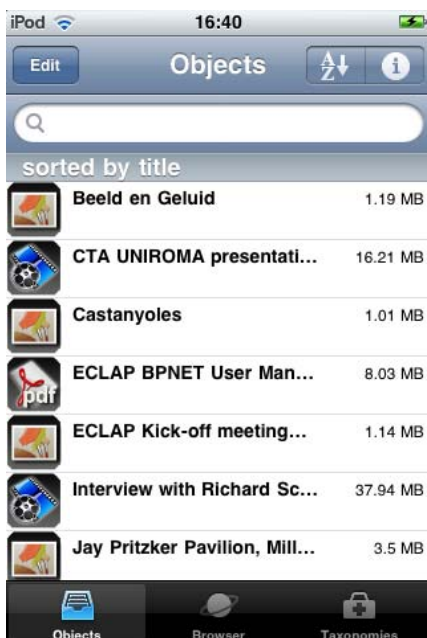 iPod 16:40
Edit Objects A Z i
sorted by title
Beeld en Geluid 1.19 MB
CTA UNIROMA presentati... 16.21 MB
Castanyoles 1.01 MB
pdf ECLAP BPNET User Man... 8.03 MB
ECLAP Kick-off meeting... 1.14 MB
Interview with Richard Sc... 37.94 MB
Jay Pritzker Pavilion, Mill... 3.5 MB
Objects Browser Taxonomies